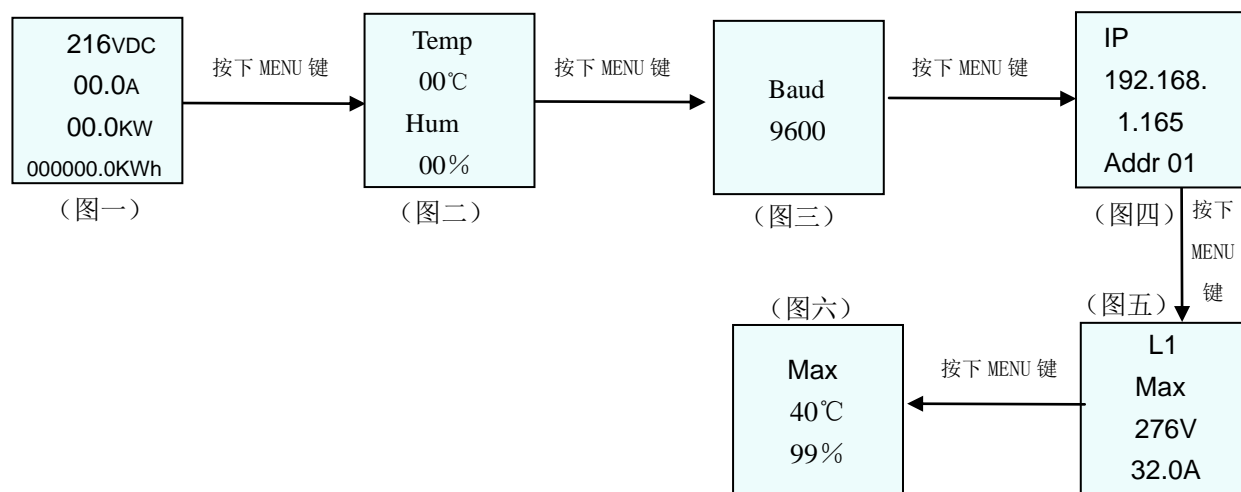 216VDC
00.0A
00.0KW
000000.0KWh
(图一)
按下 MENU 键
Temp
00℃
Hum
00%
(图二)
按下 MENU 键
Baud
9600
(图三)
按下 MENU 键
IP
192.168.
1.165
Addr 01
(图四)
按下
MENU
键
(图五)
L1
Max
276V
32.0A
按下 MENU 键
(图六)
Max
40℃
99%